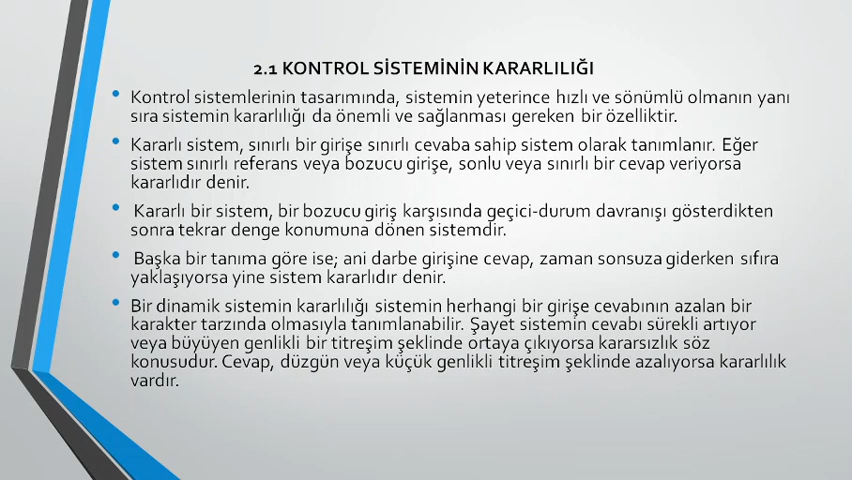 2.1 KONTROL SİSTEMİNİN KARARLILIĞI
• Kontrol sistemlerinin tasarımında, sistemin yeterince hızlı ve sönümlü olmanın yanı
sıra sistemin kararlılığı da önemli ve sağlanması gereken bir özelliktir.
• Kararlı sistem, sınırlı bir girişe sınırlı cevaba sahip sistem olarak tanımlanır. Eğer
sistem sınırlı referans veya bozucu girişe, sonlu veya sınırlı bir cevap veriyorsa
kararlıdır denir.
• Kararlı bir sistem, bir bozucu giriş karşısında geçici-durum davranışı gösterdikten
sonra tekrar denge konumuna dönen sistemdir.
• Başka bir tanıma göre ise; ani darbe girişine cevap, zaman sonsuza giderken sıfıra
yaklaşıyorsa yine sistem kararlıdır denir.
• Bir dinamik sistemin kararlılığı sistemin herhangi bir girişe cevabının azalan bir
karakter tarzında olmasıyla tanımlanabilir. Şayet sistemin cevabı sürekli artıyor
veya büyüyen genlikli bir titreşim şeklinde ortaya çıkıyorsa kararsızlık söz
konusudur. Cevap, düzgün veya küçük genlikli titreşim şeklinde azalıyorsa kararlılık
vardır.